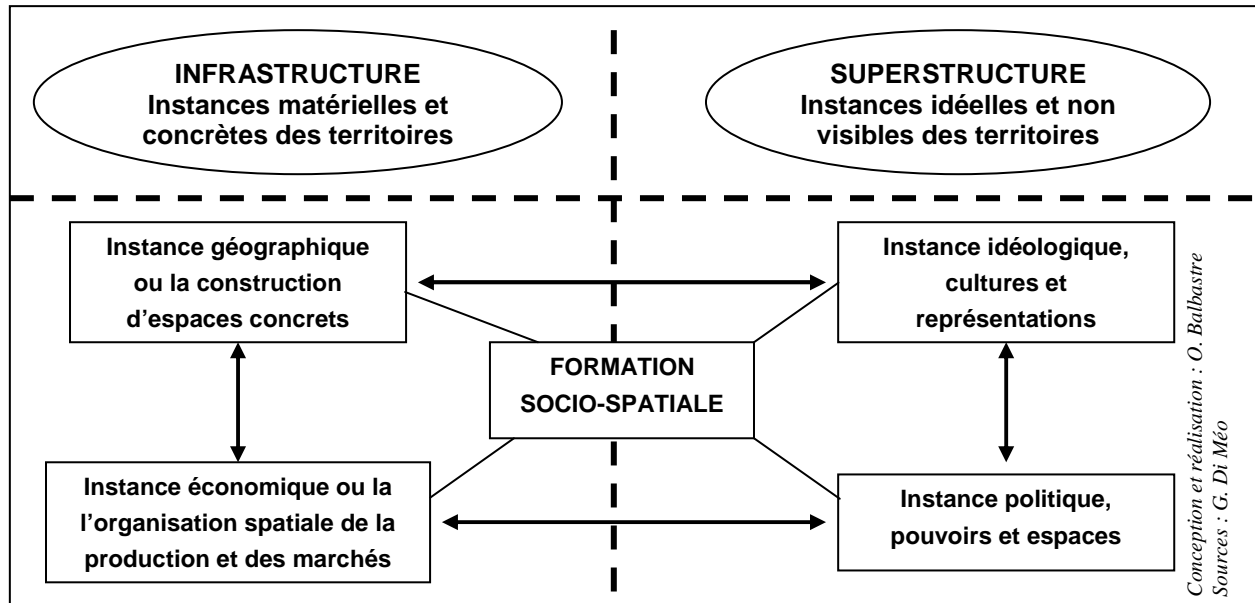 INFRASTRUCTURE
Instances matérielles et
concrètes des territoires
SUPERSTRUCTURE
Instances idéelles et non
visibles des territoires
Instance géographique
ou la construction
d'espaces concrets
Instance idéologique,
cultures et
représentations
FORMATION
SOCIO-SPATIALE
Instance économique ou la
l’organisation spatiale de la
production et des marchés
Instance politique,
pouvoirs et espaces
Conception et réalisation : O. Balbastre
Sources : G. Di Méo